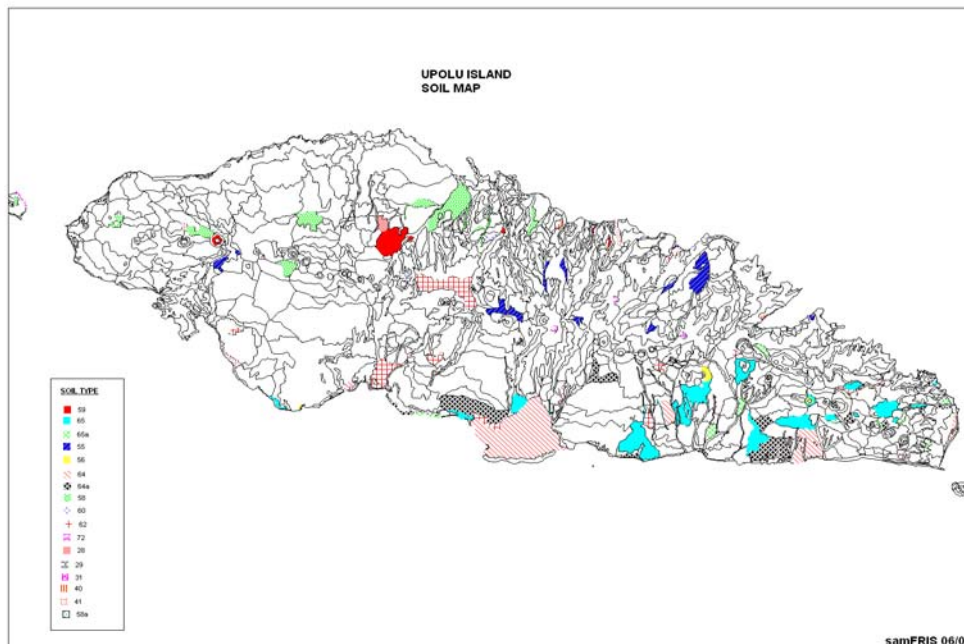 UPOLU ISLAND
SOIL MAP
SOIL TYPE
59
65
65a
55
56
64
64a
58
60
62
72
28
29
31
40
41
58a
samFRIS 06/0